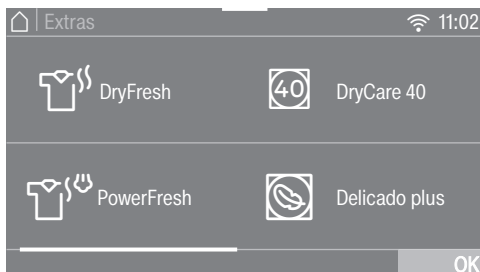 Extras 11:02
DryFresh
40 DryCare 40
PowerFresh
Delicado plus
OK